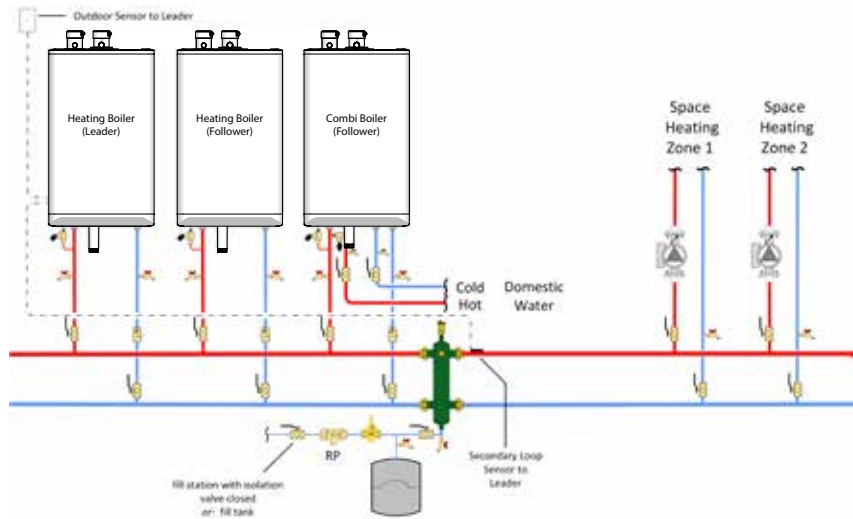 Outdoor Sensor to Leader
Heating Boiler
(Leader)
Heating Boiler
(Follower)
Combi Boiler
(Follower)
Space
Heating
Zone 1
Space
Heating
Zone 2
Cold
Hot
Domestic
Water
RP
Secondary Loop
Sensor to
Leader
fill station with isolation
valve closed
or fill tank